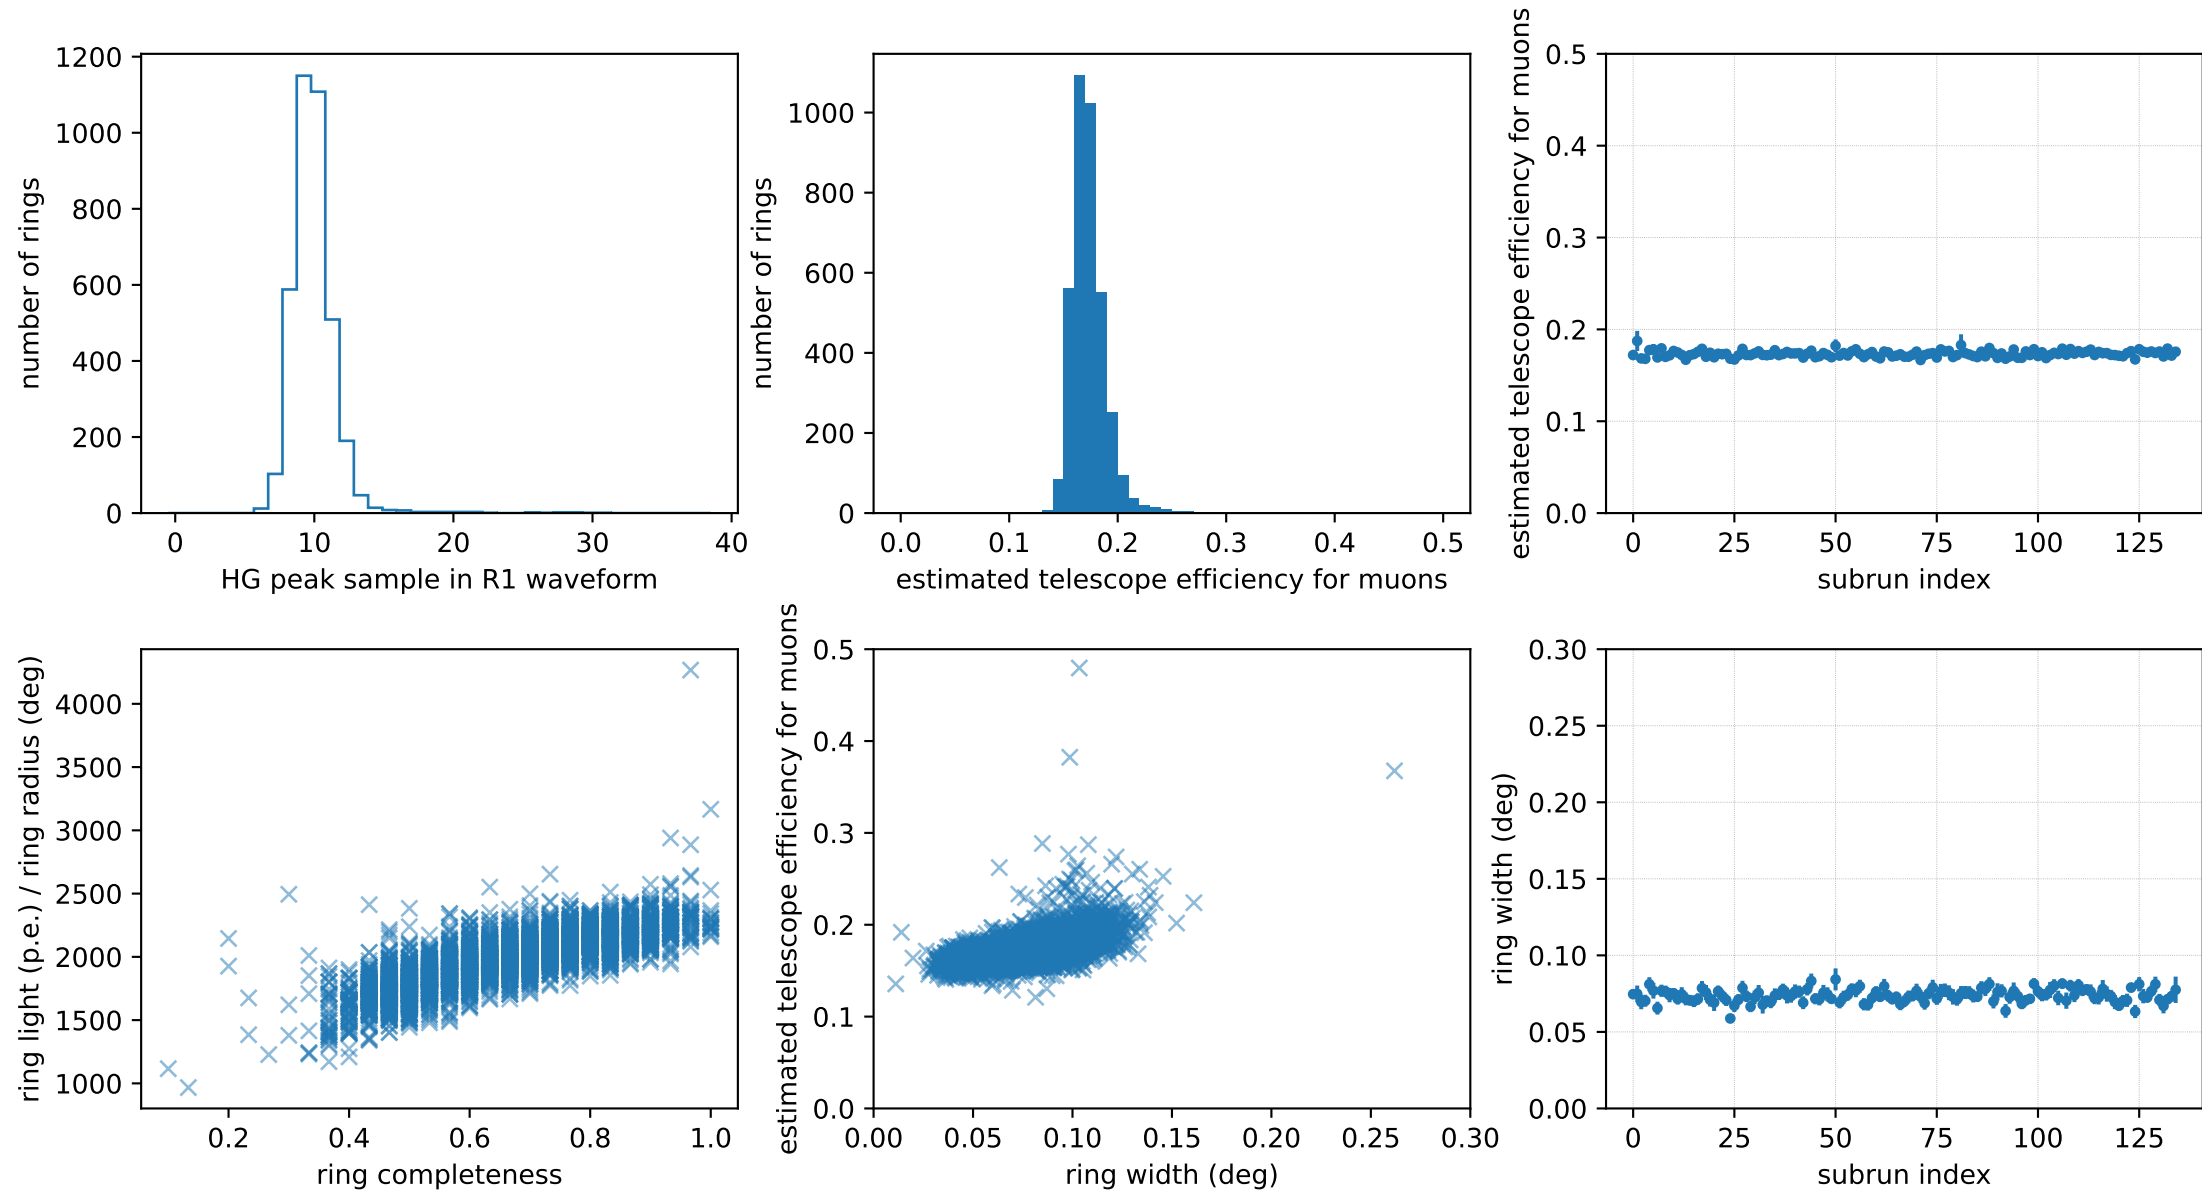 number of rings
1200
1000
800
600
400
200
0
0 10 20 30 40
HG peak sample in R1 waveform
number of rings
1000
800
600
400
200
0
0.0 0.1 0.2 0.3 0.4 0.5
estimated telescope efficiency for muons
estimated telescope efficiency for muons
0.5
0.4
0.3
0.2
0.1
0.0
0 25 50 75 100 125
subrun index
ring light (p.e.) / ring radius (deg)
4000
3500
3000
2500
2000
1500
1000
0.2 0.4 0.6 0.8 1.0
ring completeness
estimated telescope efficiency for muons
0.5
0.4
0.3
0.2
0.1
0.0
0.00 0.05 0.10 0.15 0.20 0.25 0.30
ring width (deg)
ring width (deg)
0.30
0.25
0.20
0.15
0.10
0.05
0.00
0 25 50 75 100 125
subrun index